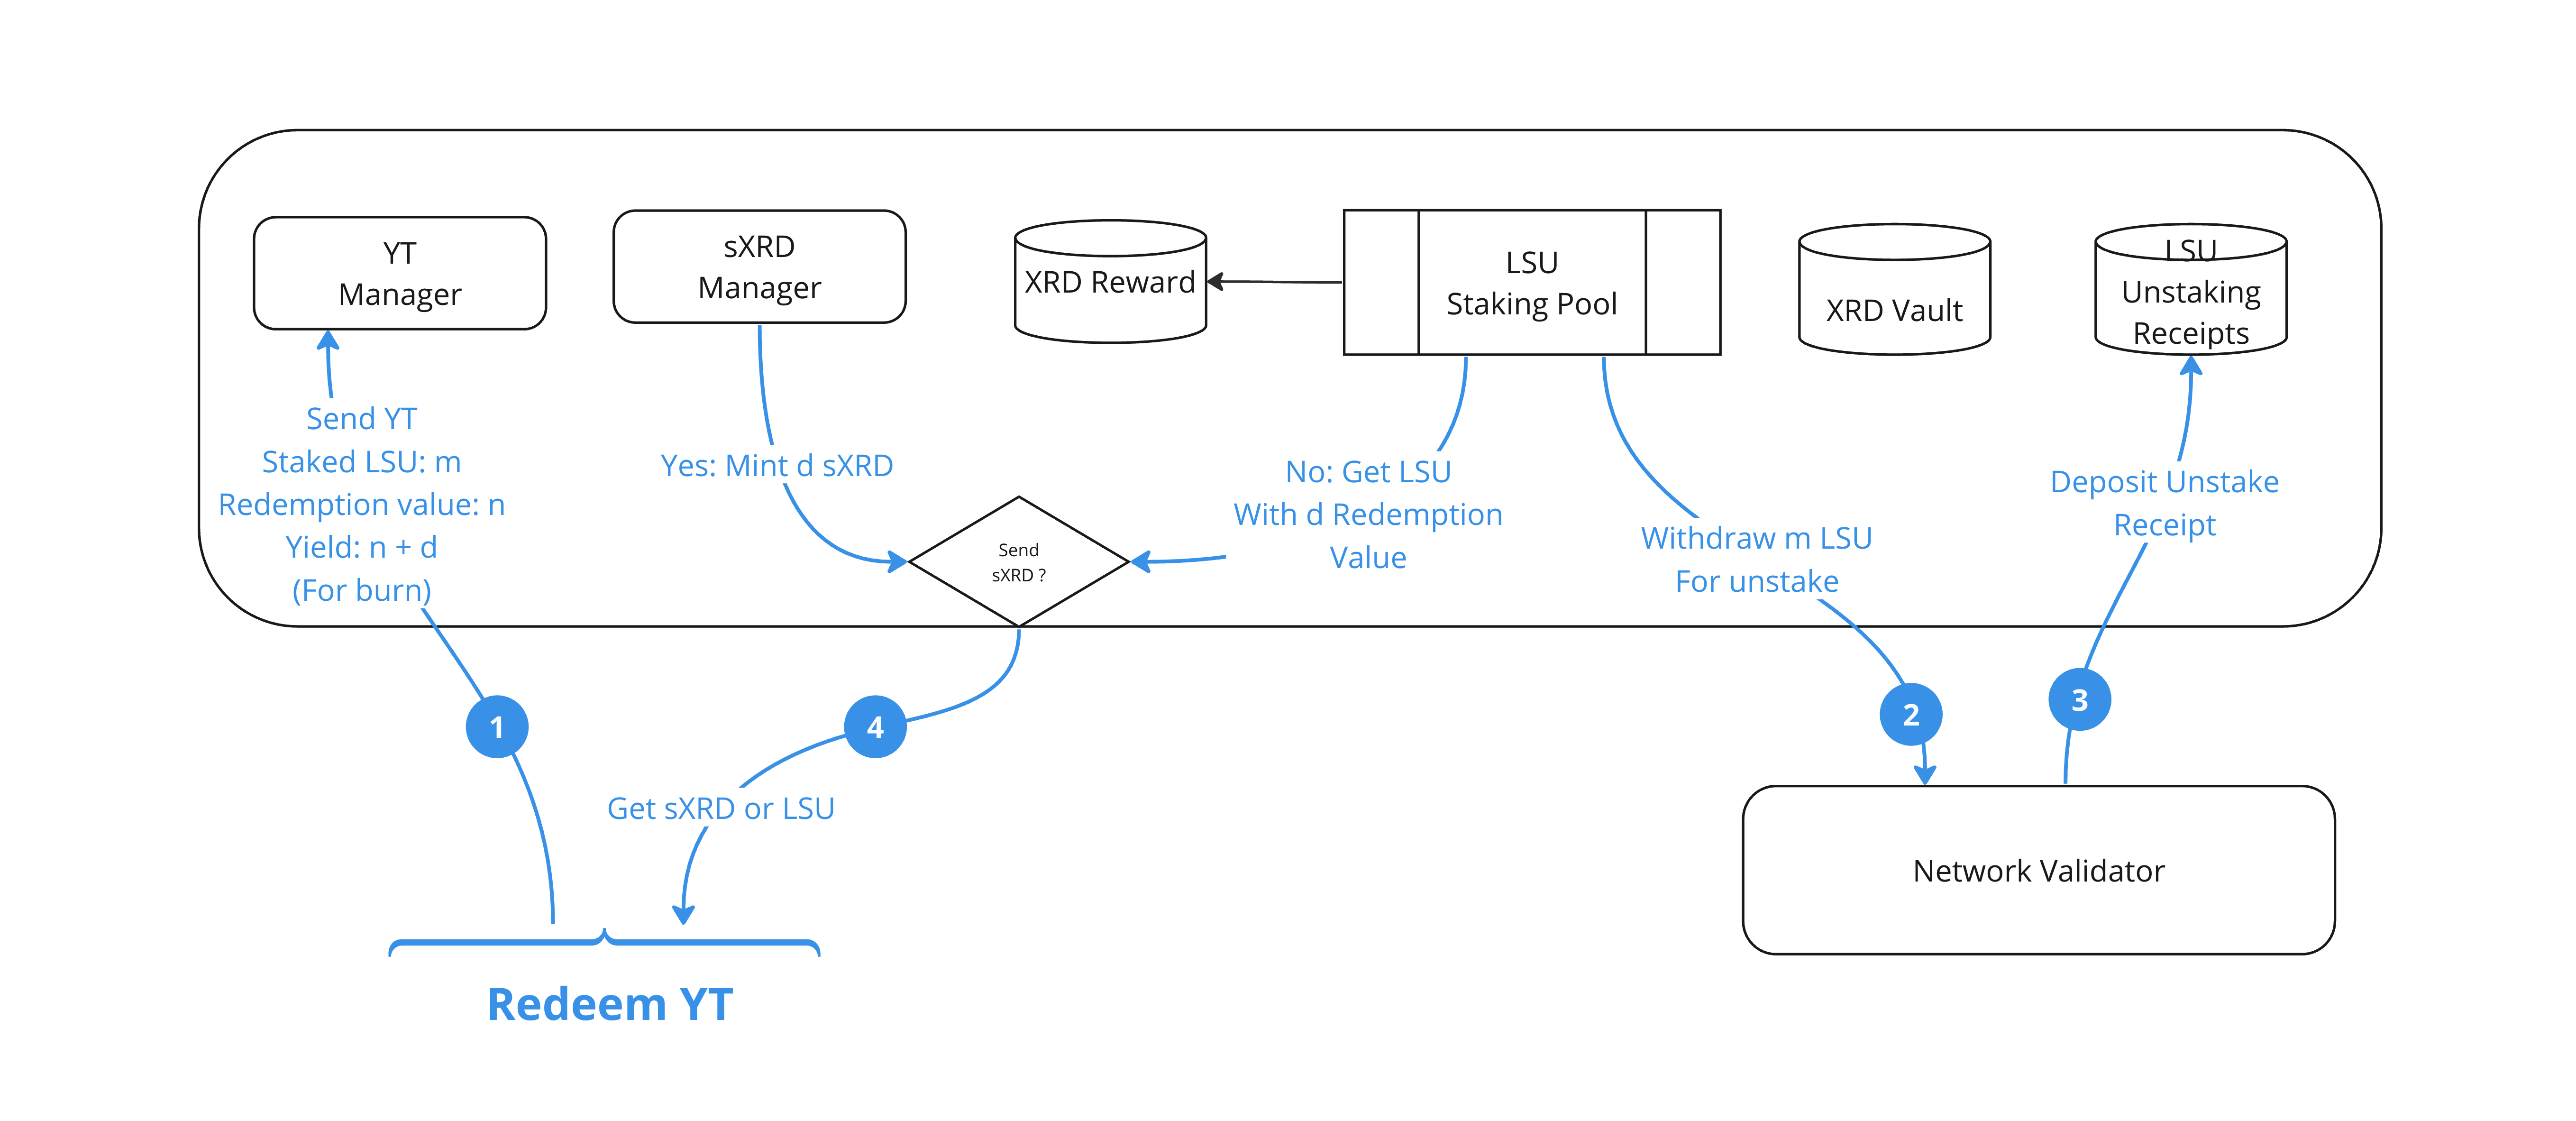 YT
Manager
sXRD
Manager
XRD Reward
LSU
Staking Pool
XRD Vault
LSU
Unstaking
Receipts
Send YT
Staked LSU: m
Redemption value: n
Yield: n + d
(For burn)
Yes: Mint d sXRD
Send
sXRD ?
No: Get LSU
With d Redemption
Value
Withdraw m LSU
For unstake
Deposit Unstake
Receipt
1
4
2
3
Get sXRD or LSU
Network Validator
Redeem YT